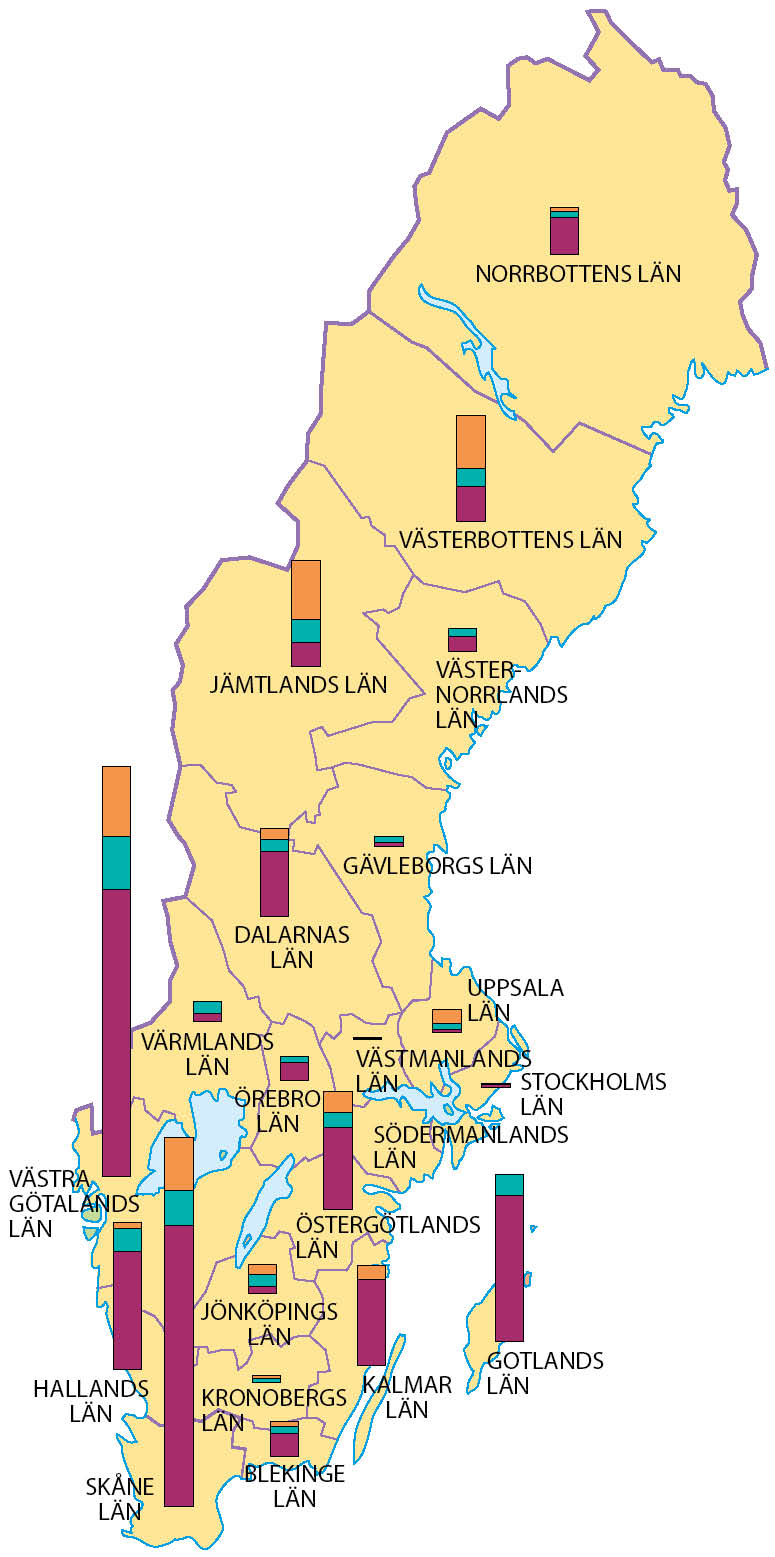 NORRBOTTENS LÄN
VÄSTERBOTTENS LÄN
JÄMTLANDS LÄN
VÄSTER-
NORRLANDS
LÄN
GÄVLEBORGS LÄN
DALARNAS
LÄN
UPPSALA
LÄN
VÄRMLANDS
LÄN
VÄSTMANLANDS
LÄN
STOCKHOLMS
LÄN
ÖREBRO
LÄN
SÖDERMANLANDS
LÄN
VÄSTRA
GÖTALANDS
LÄN
ÖSTERGÖTLANDS
LÄN
JÖNKÖPINGS
LÄN
GOTLANDS
LÄN
HALLANDS
LÄN
KRONOBERGS
LÄN
KALMAR
LÄN
BLEKINGE
LÄN
SKÅNE
LÄN